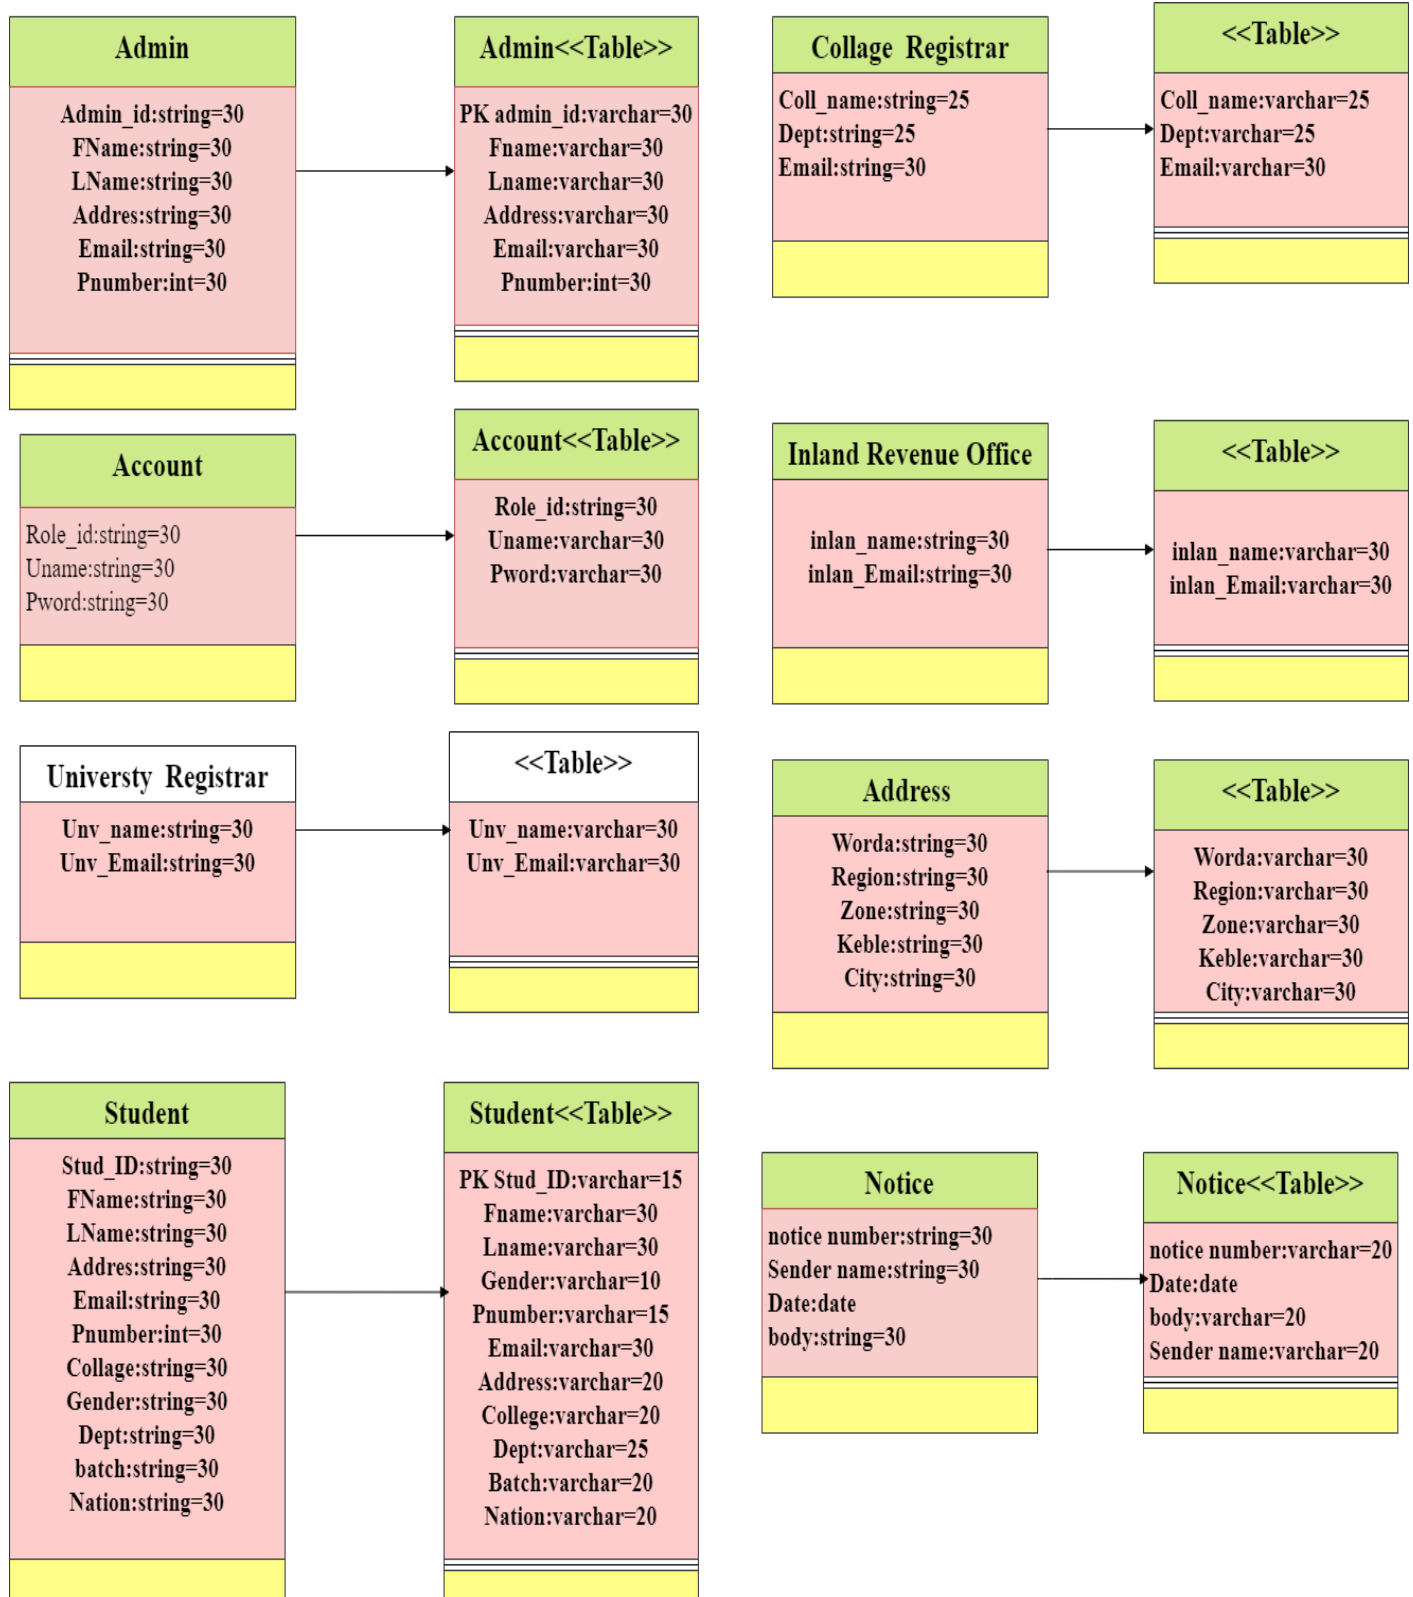 Admin
Admin_id:string=30
FName:string=30
LName:string=30
Addres:string=30
Email:string=30
Pnumber:int=30
Admin<<Table>>
PK admin_id:varchar=30
Fname:varchar=30
Lname:varchar=30
Address:varchar=30
Email:varchar=30
Pnumber:int=30
Collage Registrar
Coll_name:string=25
Dept:string=25
Email:string=30
<<Table>>
Coll_name:varchar=25
Dept:varchar=25
Email:varchar=30
Account
Role_id:string=30
Uname:string=30
Pword:string=30
Account<<Table>>
Role_id:string=30
Uname:varchar=30
Pword:varchar=30
Inland Revenue Office
inlan_name:string=30
inlan_Email:string=30
<<Table>>
inlan_name:varchar=30
inlan_Email:varchar=30
Universty Registrar
Unv_name:string=30
Unv_Email:string=30
<<Table>>
Unv_name:varchar=30
Unv_Email:varchar=30
Address
Worda:string=30
Region:string=30
Zone:string=30
Keble:string=30
City:string=30
<<Table>>
Worda:varchar=30
Region:varchar=30
Zone:varchar=30
Keble:varchar=30
City:varchar=30
Student
Stud_ID:string=30
FName:string=30
LName:string=30
Addres:string=30
Email:string=30
Pnumber:int=30
Collage:string=30
Gender:string=30
Dept:string=30
batch:string=30
Nation:string=30
Student<<Table>>
PK Stud_ID:varchar=15
Fname:varchar=30
Lname:varchar=30
Gender:varchar=10
Pnumber:varchar=15
Email:varchar=30
Address:varchar=20
College:varchar=20
Dept:varchar=25
Batch:varchar=20
Nation:varchar=20
Notice
notice number:string=30
Sender name:string=30
Date:date
body:string=30
Notice<<Table>>
notice number:varchar=20
Date:date
body:varchar=20
Sender name:varchar=20